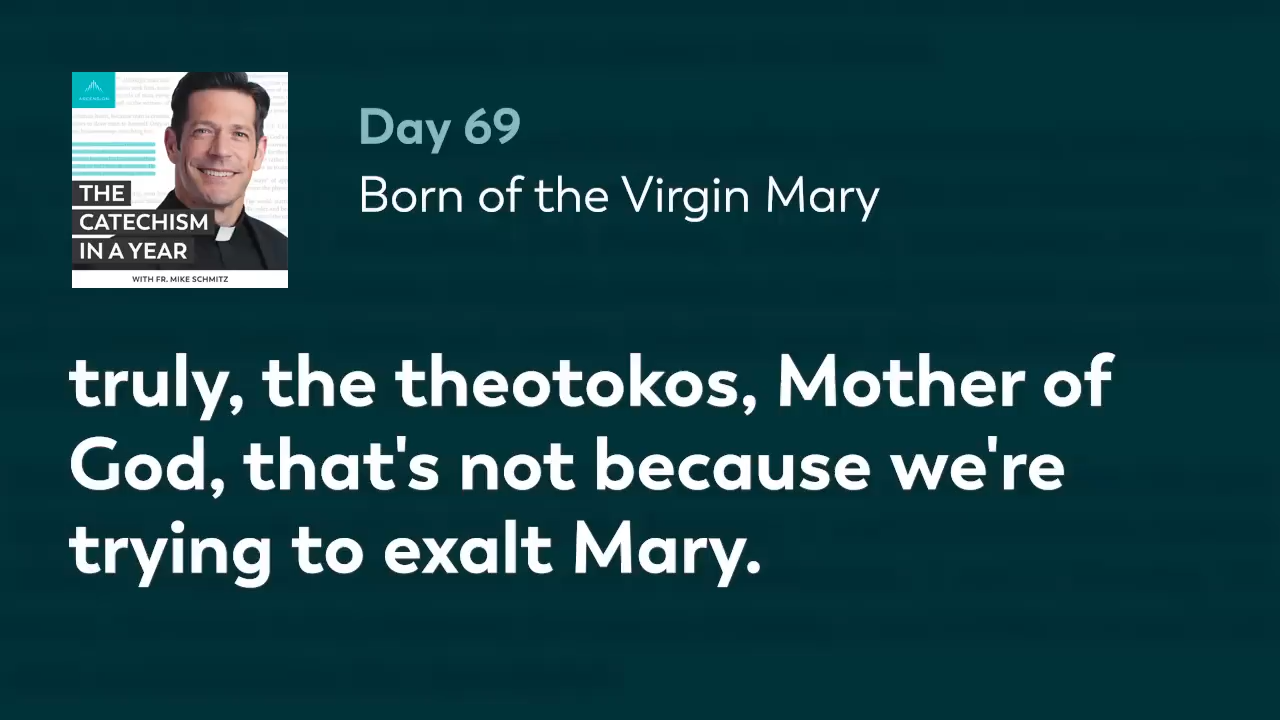 ASCENSION
THE
CATECHISM
IN A YEAR
WITH FR. MIKE SCHMITZ
Day 69
Born of the Virgin Mary
truly, the theotokos, Mother of
God, that's not because we're
trying to exalt Mary.